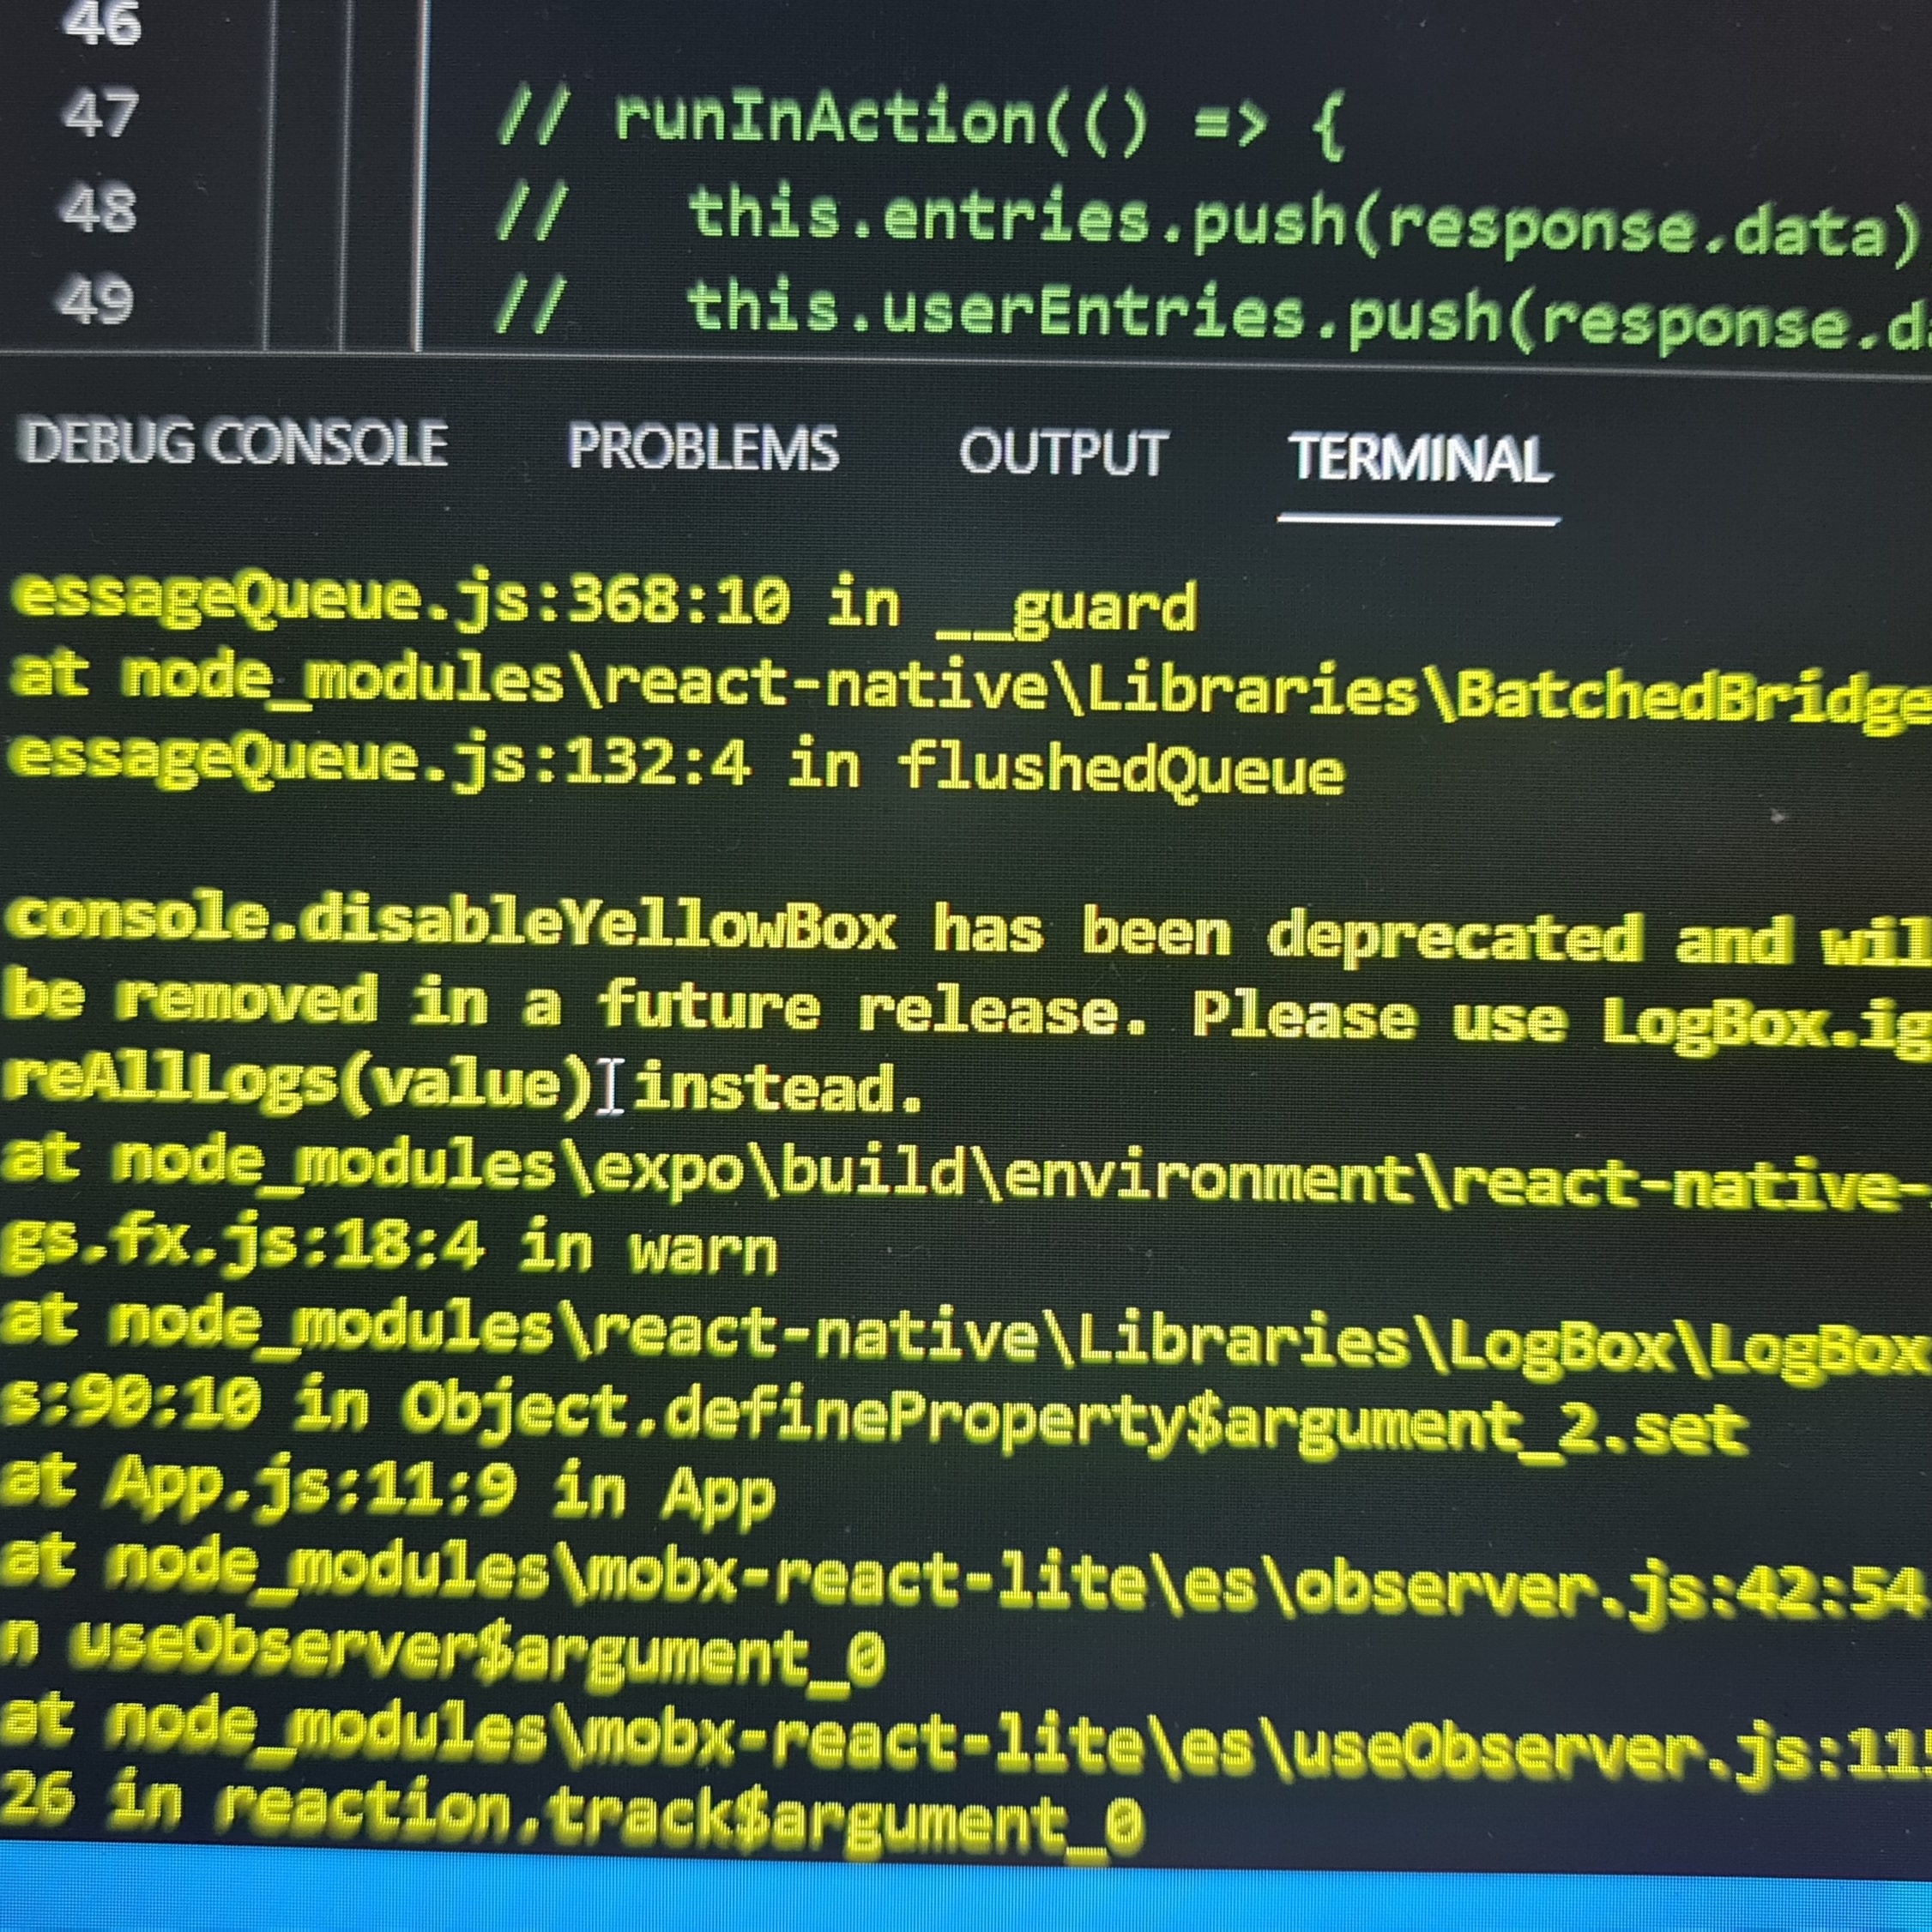 46
47 // runInAction(() => {
48 // this.entries.push(response.data)
49 // this.userEntries.push(response.d
DEBUG CONSOLE PROBLEMS OUTPUT TERMINAL
essageQueue.js:368:10 in __guard
at node_modules\react-native\Libraries\BatchedBridge
essageQueue.js:132:4 in flushedQueue
console.disableYellowBox has been deprecated and wil
be removed in a future release. Please use LogBox.ig
reAllLogs(value) instead.
at node_modules\expo\build\environment\react-native-
gs.fx.js:18:4 in warn
at node_modules\react-native\Libraries\LogBox\LogBox
s:90:10 in Object.defineProperty$argument_2.set
at App.js:11:9 in App
at node_modules\mobx-react-lite\es\observer.js:42:54
n useObserver$argument_0
at node_modules\mobx-react-lite\es\useObserver.js:11
26 in reaction.track$argument_0